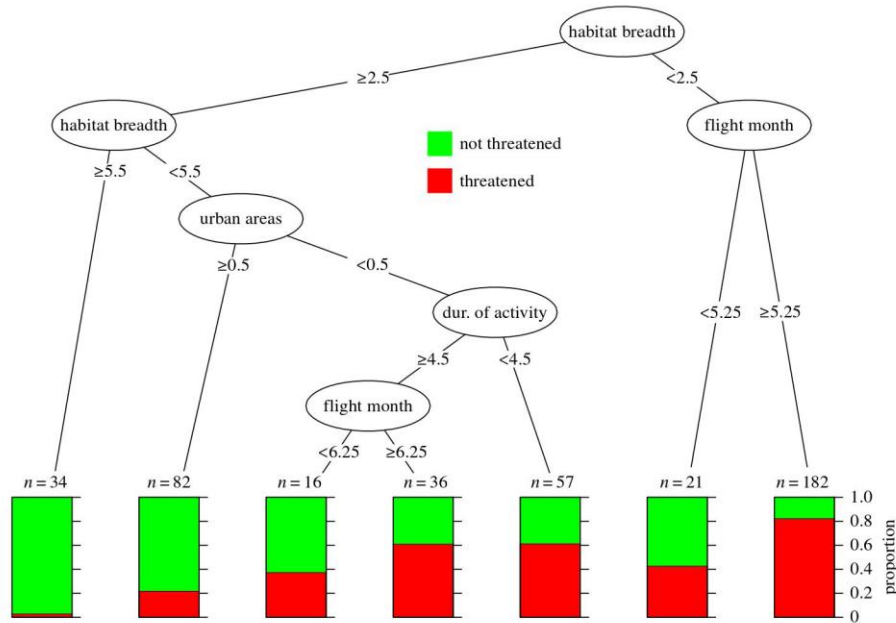 habitat breadth
≥2.5
<2.5
habitat breadth
flight month
not threatened
≥5.5
<5.5
threatened
urban areas
≥0.5
<0.5
dur. of activity
<5.25
≥5.25
≥4.5
<4.5
flight month
<6.25
≥6.25
n = 34
n = 82
n = 16
n = 36
n = 57
n = 21
n = 182
1.0
0.8
0.6
0.4
0.2
0
proportion